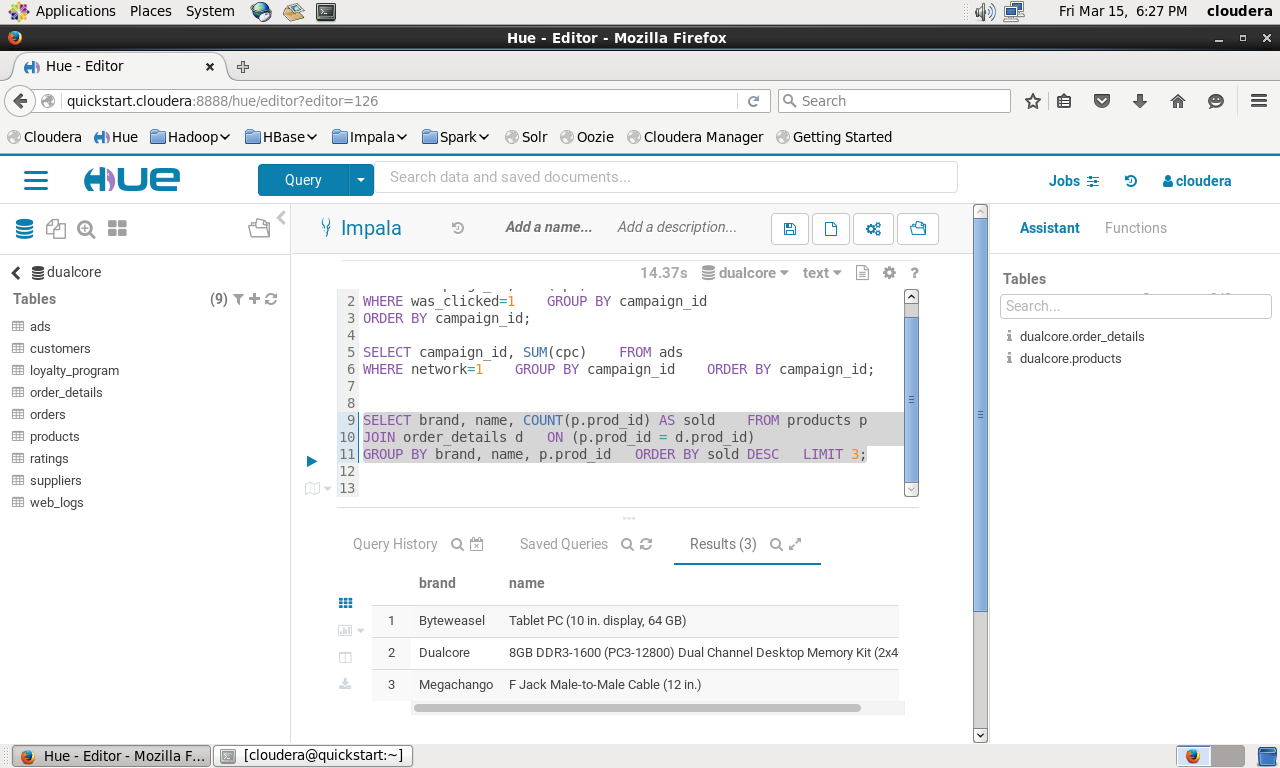 Applications Places System Fri Mar 15, 6:27 PM cloudera
Hue - Editor - Mozilla Firefox
Hue - Editor
quickstart.cloudera:8888/hue/editor?editor=126 Search
Cloudera Hue Hadoop HBase Impala Spark Solr Oozie Cloudera Manager Getting Started
HUE Query Search data and saved documents... Jobs cloudera
Impala Add a name... Add a description... Assistant Functions
dualcore 14.37s dualcore text ?
Tables (9)
ads
customers
loyalty_program
order_details
orders
products
ratings
suppliers
web_logs
2 WHERE was_clicked=1 GROUP BY campaign_id
3 ORDER BY campaign_id;
4
5 SELECT campaign_id, SUM(cpc) FROM ads
6 WHERE network=1 GROUP BY campaign_id ORDER BY campaign_id;
7
8
9 SELECT brand, name, COUNT(p.prod_id) AS sold FROM products p
10 JOIN order_details d ON (p.prod_id = d.prod_id)
11 GROUP BY brand, name, p.prod_id ORDER BY sold DESC LIMIT 3;
12
13
Query History Saved Queries Results (3)
brand name
1 Byteweasel Tablet PC (10 in. display, 64 GB)
2 Dualcore 8GB DDR3-1600 (PC3-12800) Dual Channel Desktop Memory Kit (2x4
3 Megachango F Jack Male-to-Male Cable (12 in.)
Tables
Search...
dualcore.order_details
dualcore.products
Hue - Editor - Mozilla F... [cloudera@quickstart:~]